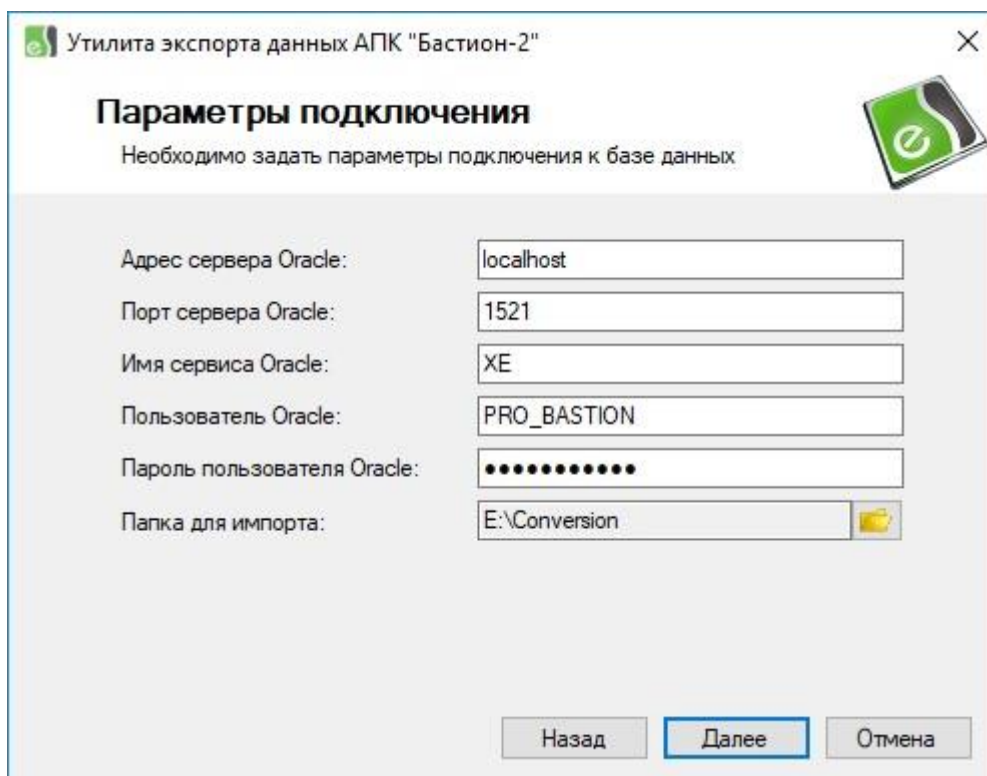 Утилита экспорта данных АПК "Бастион-2"
Параметры подключения
Необходимо задать параметры подключения к базе данных
Адрес сервера Oracle: localhost
Порт сервера Oracle: 1521
Имя сервиса Oracle: XE
Пользователь Oracle: PRO_BASTION
Пароль пользователя Oracle: ●●●●●●●●●●●
Папка для импорта: E:\Conversion
Назад Далее Отмена